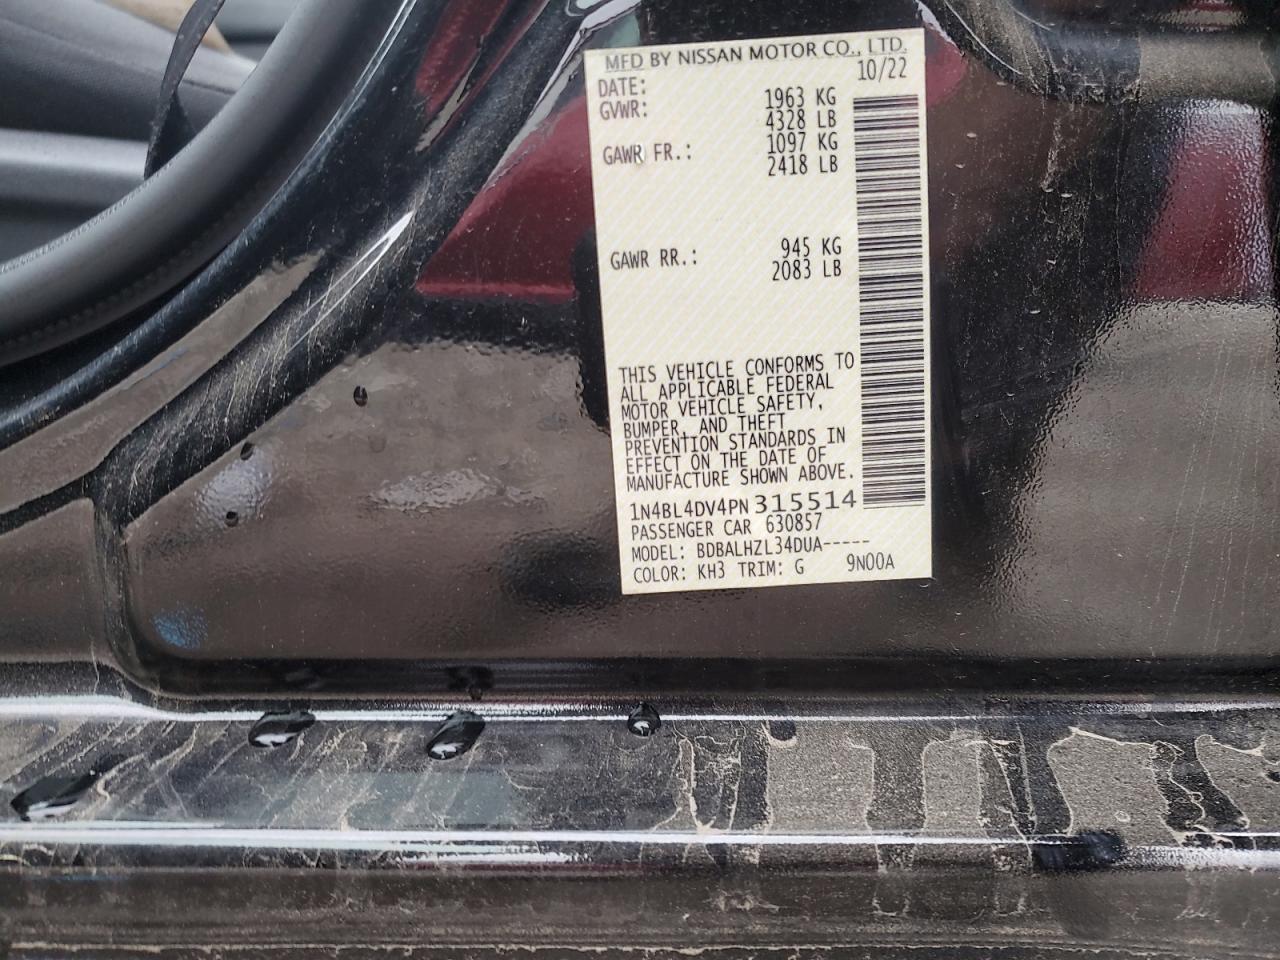 MFD BY NISSAN MOTOR CO., LTD.
DATE: 10/22
GVWR: 1963 KG
4328 LB
GAWR FR.: 1097 KG
2418 LB
GAWR RR.: 945 KG
2083 LB
THIS VEHICLE CONFORMS TO
ALL APPLICABLE FEDERAL
MOTOR VEHICLE SAFETY,
BUMPER, AND THEFT
PREVENTION STANDARDS IN
EFFECT ON THE DATE OF
MANUFACTURE SHOWN ABOVE.
1N4BL4DV4PN315514
PASSENGER CAR 630857
MODEL: BDBALHZL34DUA-----
COLOR: KH3 TRIM: G 9N00A